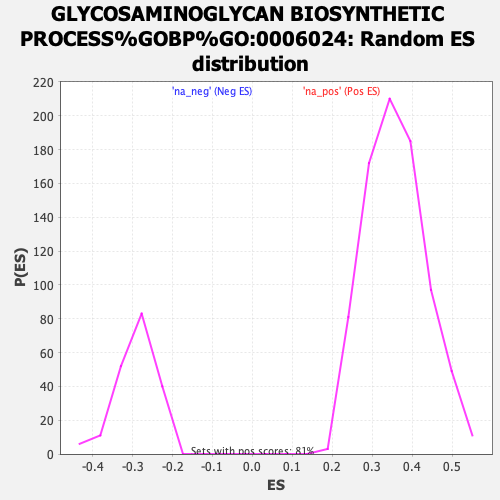 GLYCOSAMINOGLYCAN BIOSYNTHETIC
PROCESS%GOBP%GO:0006024: Random ES
distribution
'na_neg' (Neg ES)
'na_pos' (Pos ES)
220
200
180
160
140
120
100
80
60
40
20
0
P(ES)
Sets with pos scores: 81%
-0.4
-0.3
-0.2
-0.1
0.0
0.1
0.2
0.3
0.4
0.5
ES